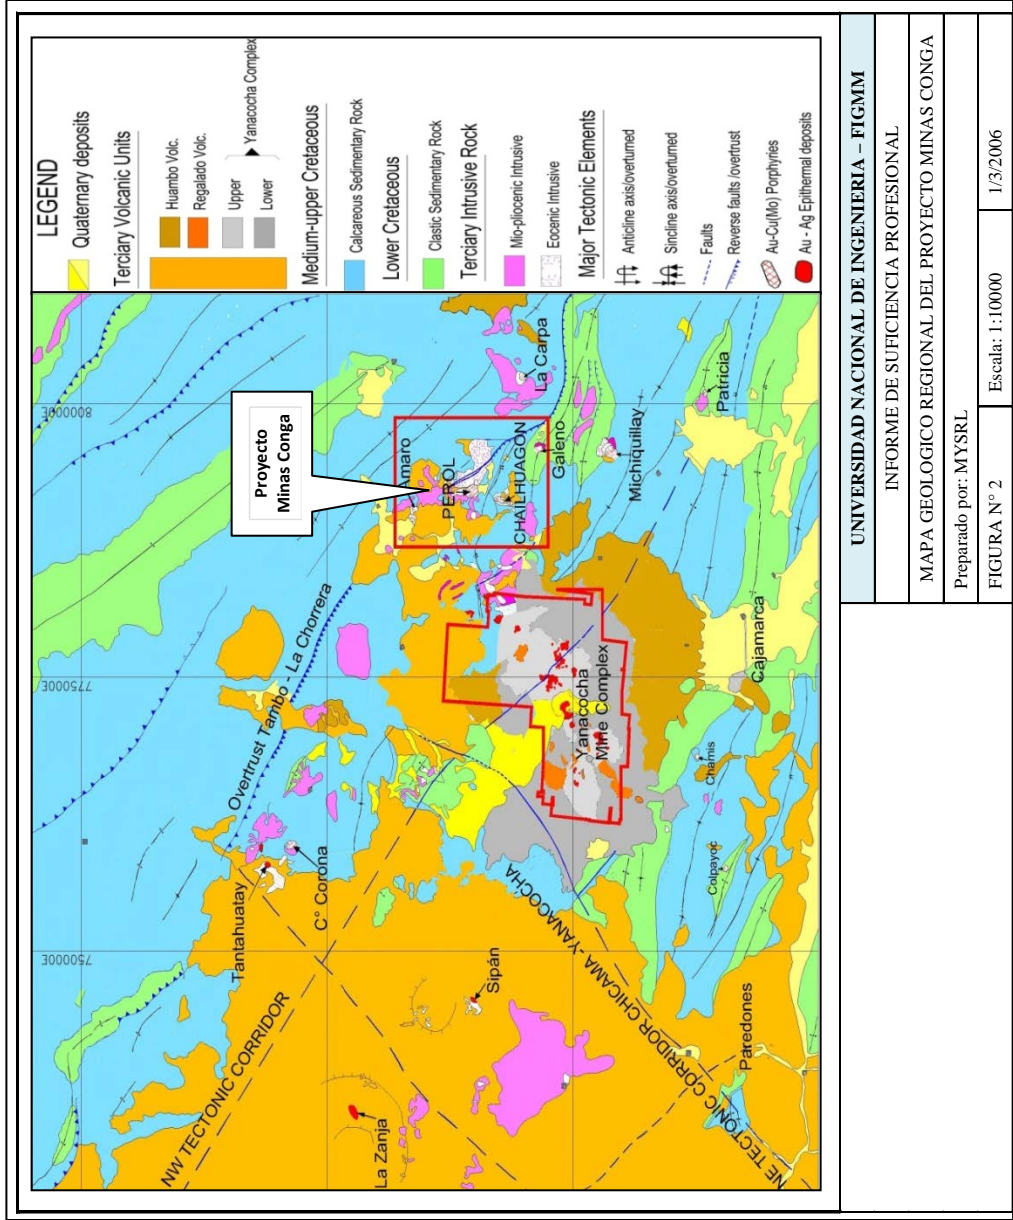 LEGEND
Quaternary deposits
Terciary Volcanic Units
Huambo Volc.
Regalado Volc.
Upper
Lower
Yanacocha Complex
Medium-upper Cretaceous
Calcareous Sedimentary Rock
Lower Cretaceous
Clastic Sedimentary Rock
Terciary Intrusive Rock
Mio-pliocenic Intrusive
Eocenic Intrusive
Major Tectonic Elements
Anticline axis/overturned
Sincline axis/overturned
Faults
Reverse faults /overtrust
Au-Cu(Mo) Porphyries
Au - Ag Epithermal deposits
750000E
775000E
800000E
Proyecto
Minas Conga
Amaro
PEROL
CHAILHUAGON
Galeno
La Carpa
Michiquillay
Patricia
Overtrust Tambo - La Chorrera
Tantahuatay
C° Corona
NW TECTONIC CORRIDOR
La Zanja
Sipán
Yanacocha
Mine Complex
Cajamarca
Chamis
Colpayoc
Paredones
NE TECTONIC CORRIDOR CHICAMA -YANACOCHA
UNIVERSIDAD NACIONAL DE INGENIERIA – FIGMM
INFORME DE SUFICIENCIA PROFESIONAL
MAPA GEOLOGICO REGIONAL DEL PROYECTO MINAS CONGA
Preparado por: MYSRL
FIGURA N° 2
Escala: 1:10000
1/3/2006